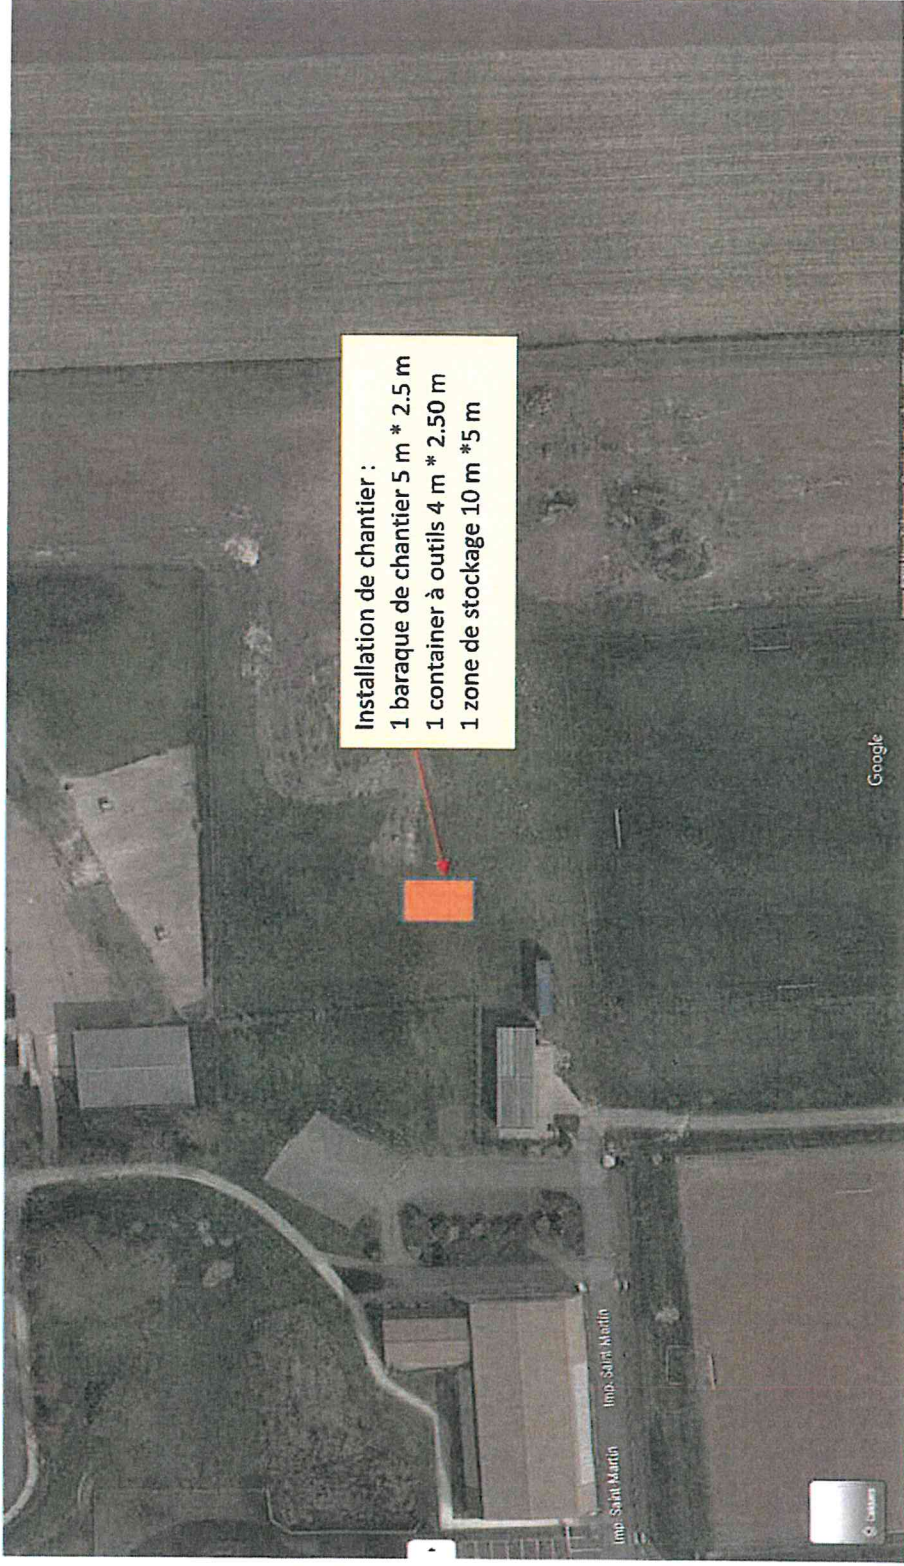 Installation de chantier :
1 baraque de chantier 5 m * 2.5 m
1 container à outils 4 m * 2.50 m
1 zone de stockage 10 m *5 m
Imp. Saint Martin
Imp. Saint Martin
Google